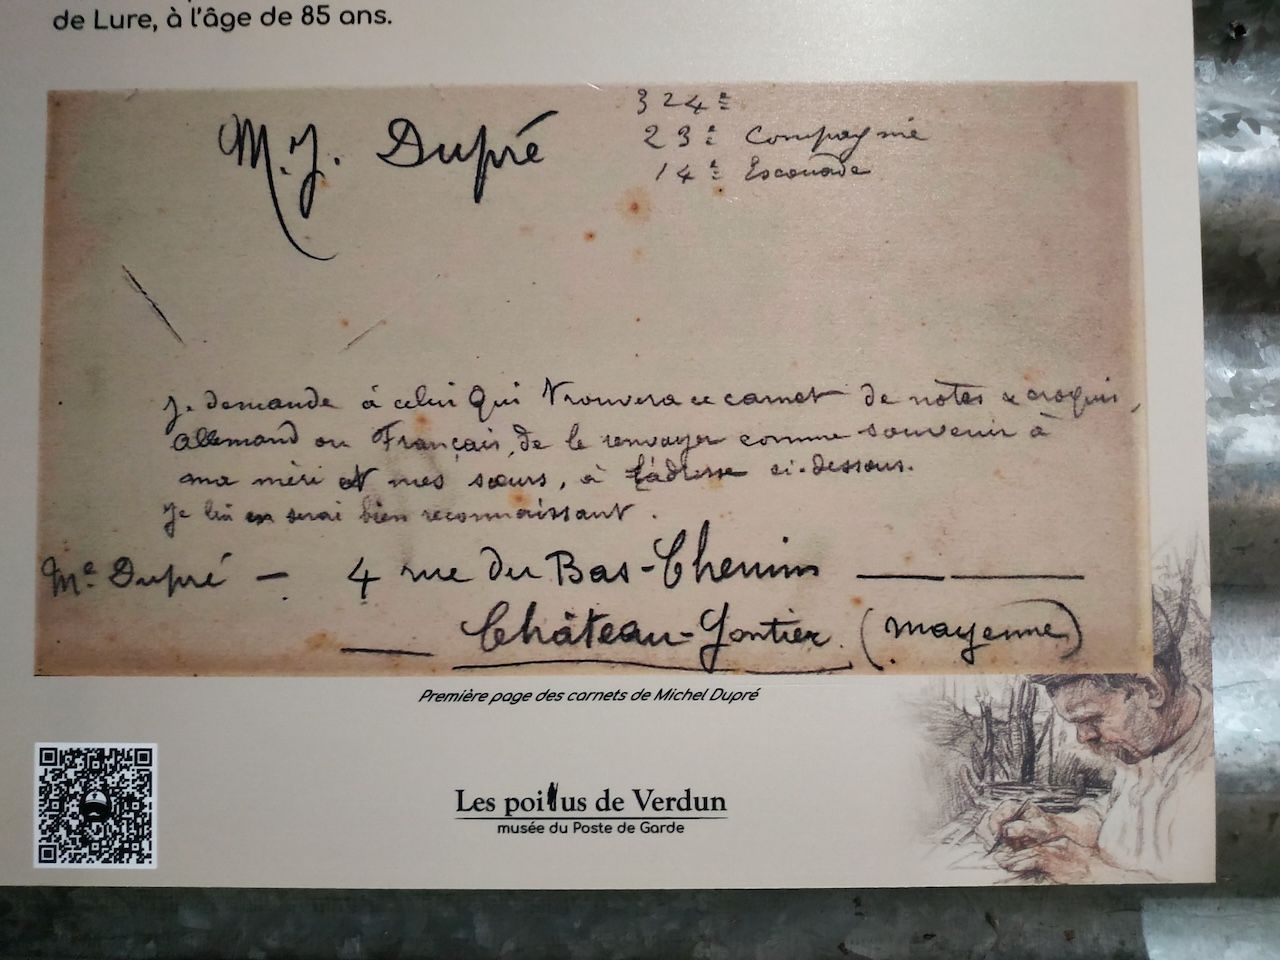 de Lure, à l'âge de 85 ans.
M. J. Dupré
324e
23e Compagnie
14e Escouade
Je demande à celui qui trouvera ce carnet de notes & croquis,
allemand ou Français, de le renvoyer comme souvenir à
ma mère et mes sœurs, à l'adresse ci-dessous.
Je lui en serai bien reconnaissant.
Me Dupré — 4 rue du Bas-Chemin ——
— Château-Gontier (Mayenne)
Première page des carnets de Michel Dupré
Les poilus de Verdun
musée du Poste de Garde